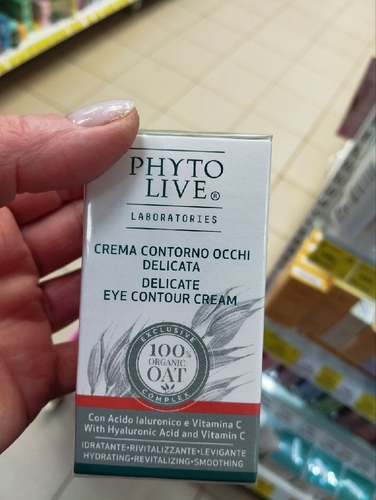 PHYTO
LIVE®
LABORATORIES
CREMA CONTORNO OCCHI
DELICATA
DELICATE
EYE CONTOUR CREAM
EXCLUSIVE
100%
ORGANIC
OAT
COMPLEX
Con Acido Ialuronico e Vitamina C
With Hyaluronic Acid and Vitamin C
IDRATANTE•RIVITALIZZANTE•LEVIGANTE
HYDRATING•REVITALIZING•SMOOTHING